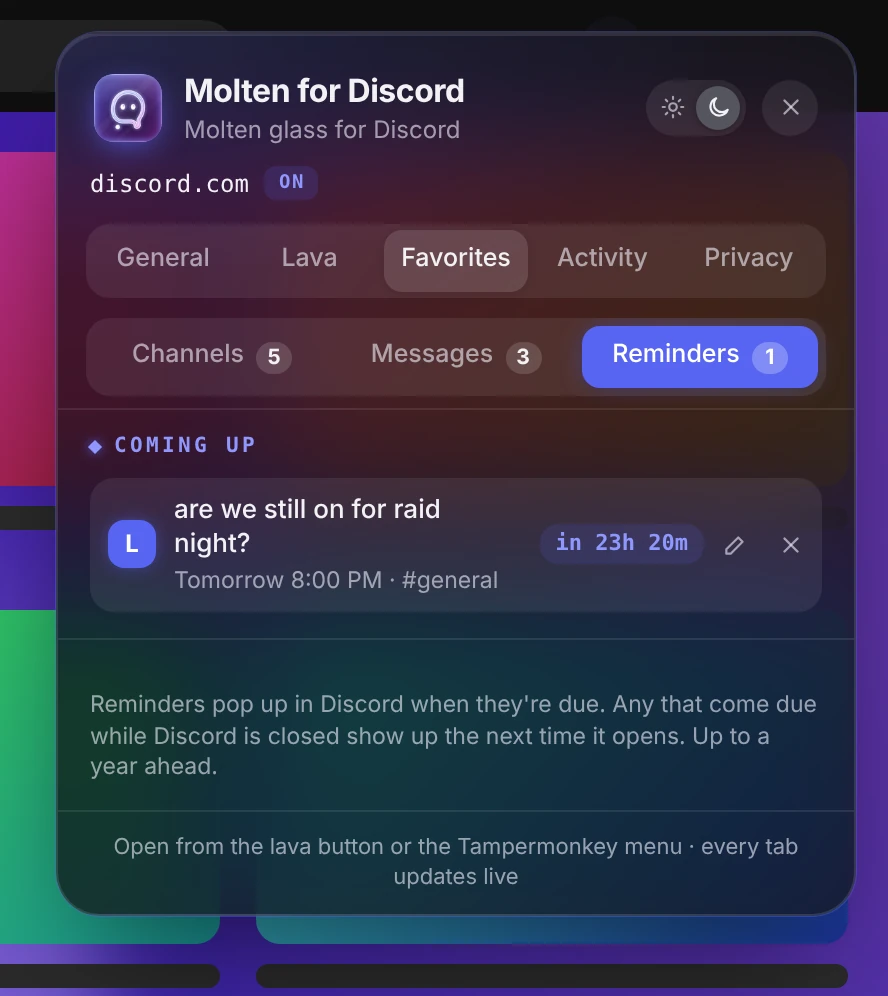 Molten for Discord
Molten glass for Discord
discord.com ON
General Lava Favorites Activity Privacy
Channels 5 Messages 3 Reminders 1
◆ COMING UP
L
are we still on for raid
night?
Tomorrow 8:00 PM · #general
in 23h 20m
Reminders pop up in Discord when they're due. Any that come due
while Discord is closed show up the next time it opens. Up to a
year ahead.
Open from the lava button or the Tampermonkey menu · every tab
updates live